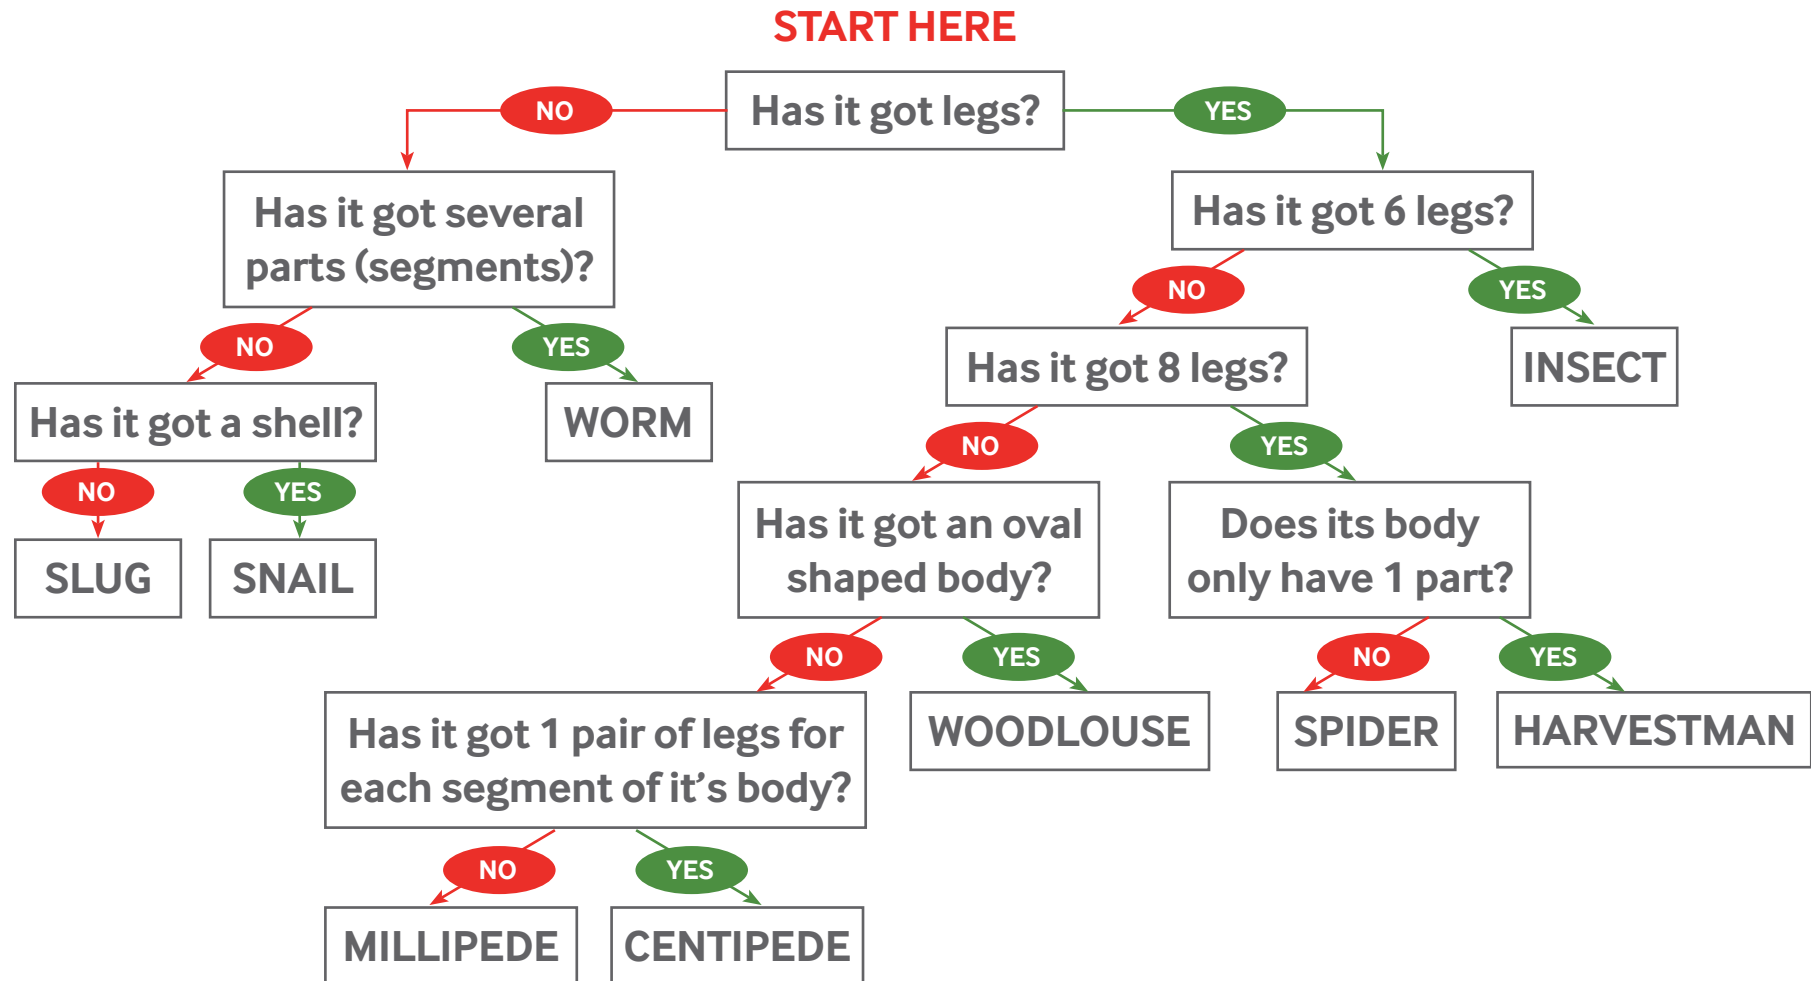 START HERE
Has it got legs?
NO
YES
Has it got several
parts (segments)?
Has it got 6 legs?
NO
YES
NO
YES
Has it got a shell?
WORM
Has it got 8 legs?
INSECT
NO
YES
NO
YES
SLUG
SNAIL
Has it got an oval
shaped body?
Does its body
only have 1 part?
NO
YES
NO
YES
Has it got 1 pair of legs for
each segment of it’s body?
WOODLOUSE
SPIDER
HARVESTMAN
NO
YES
MILLIPEDE
CENTIPEDE